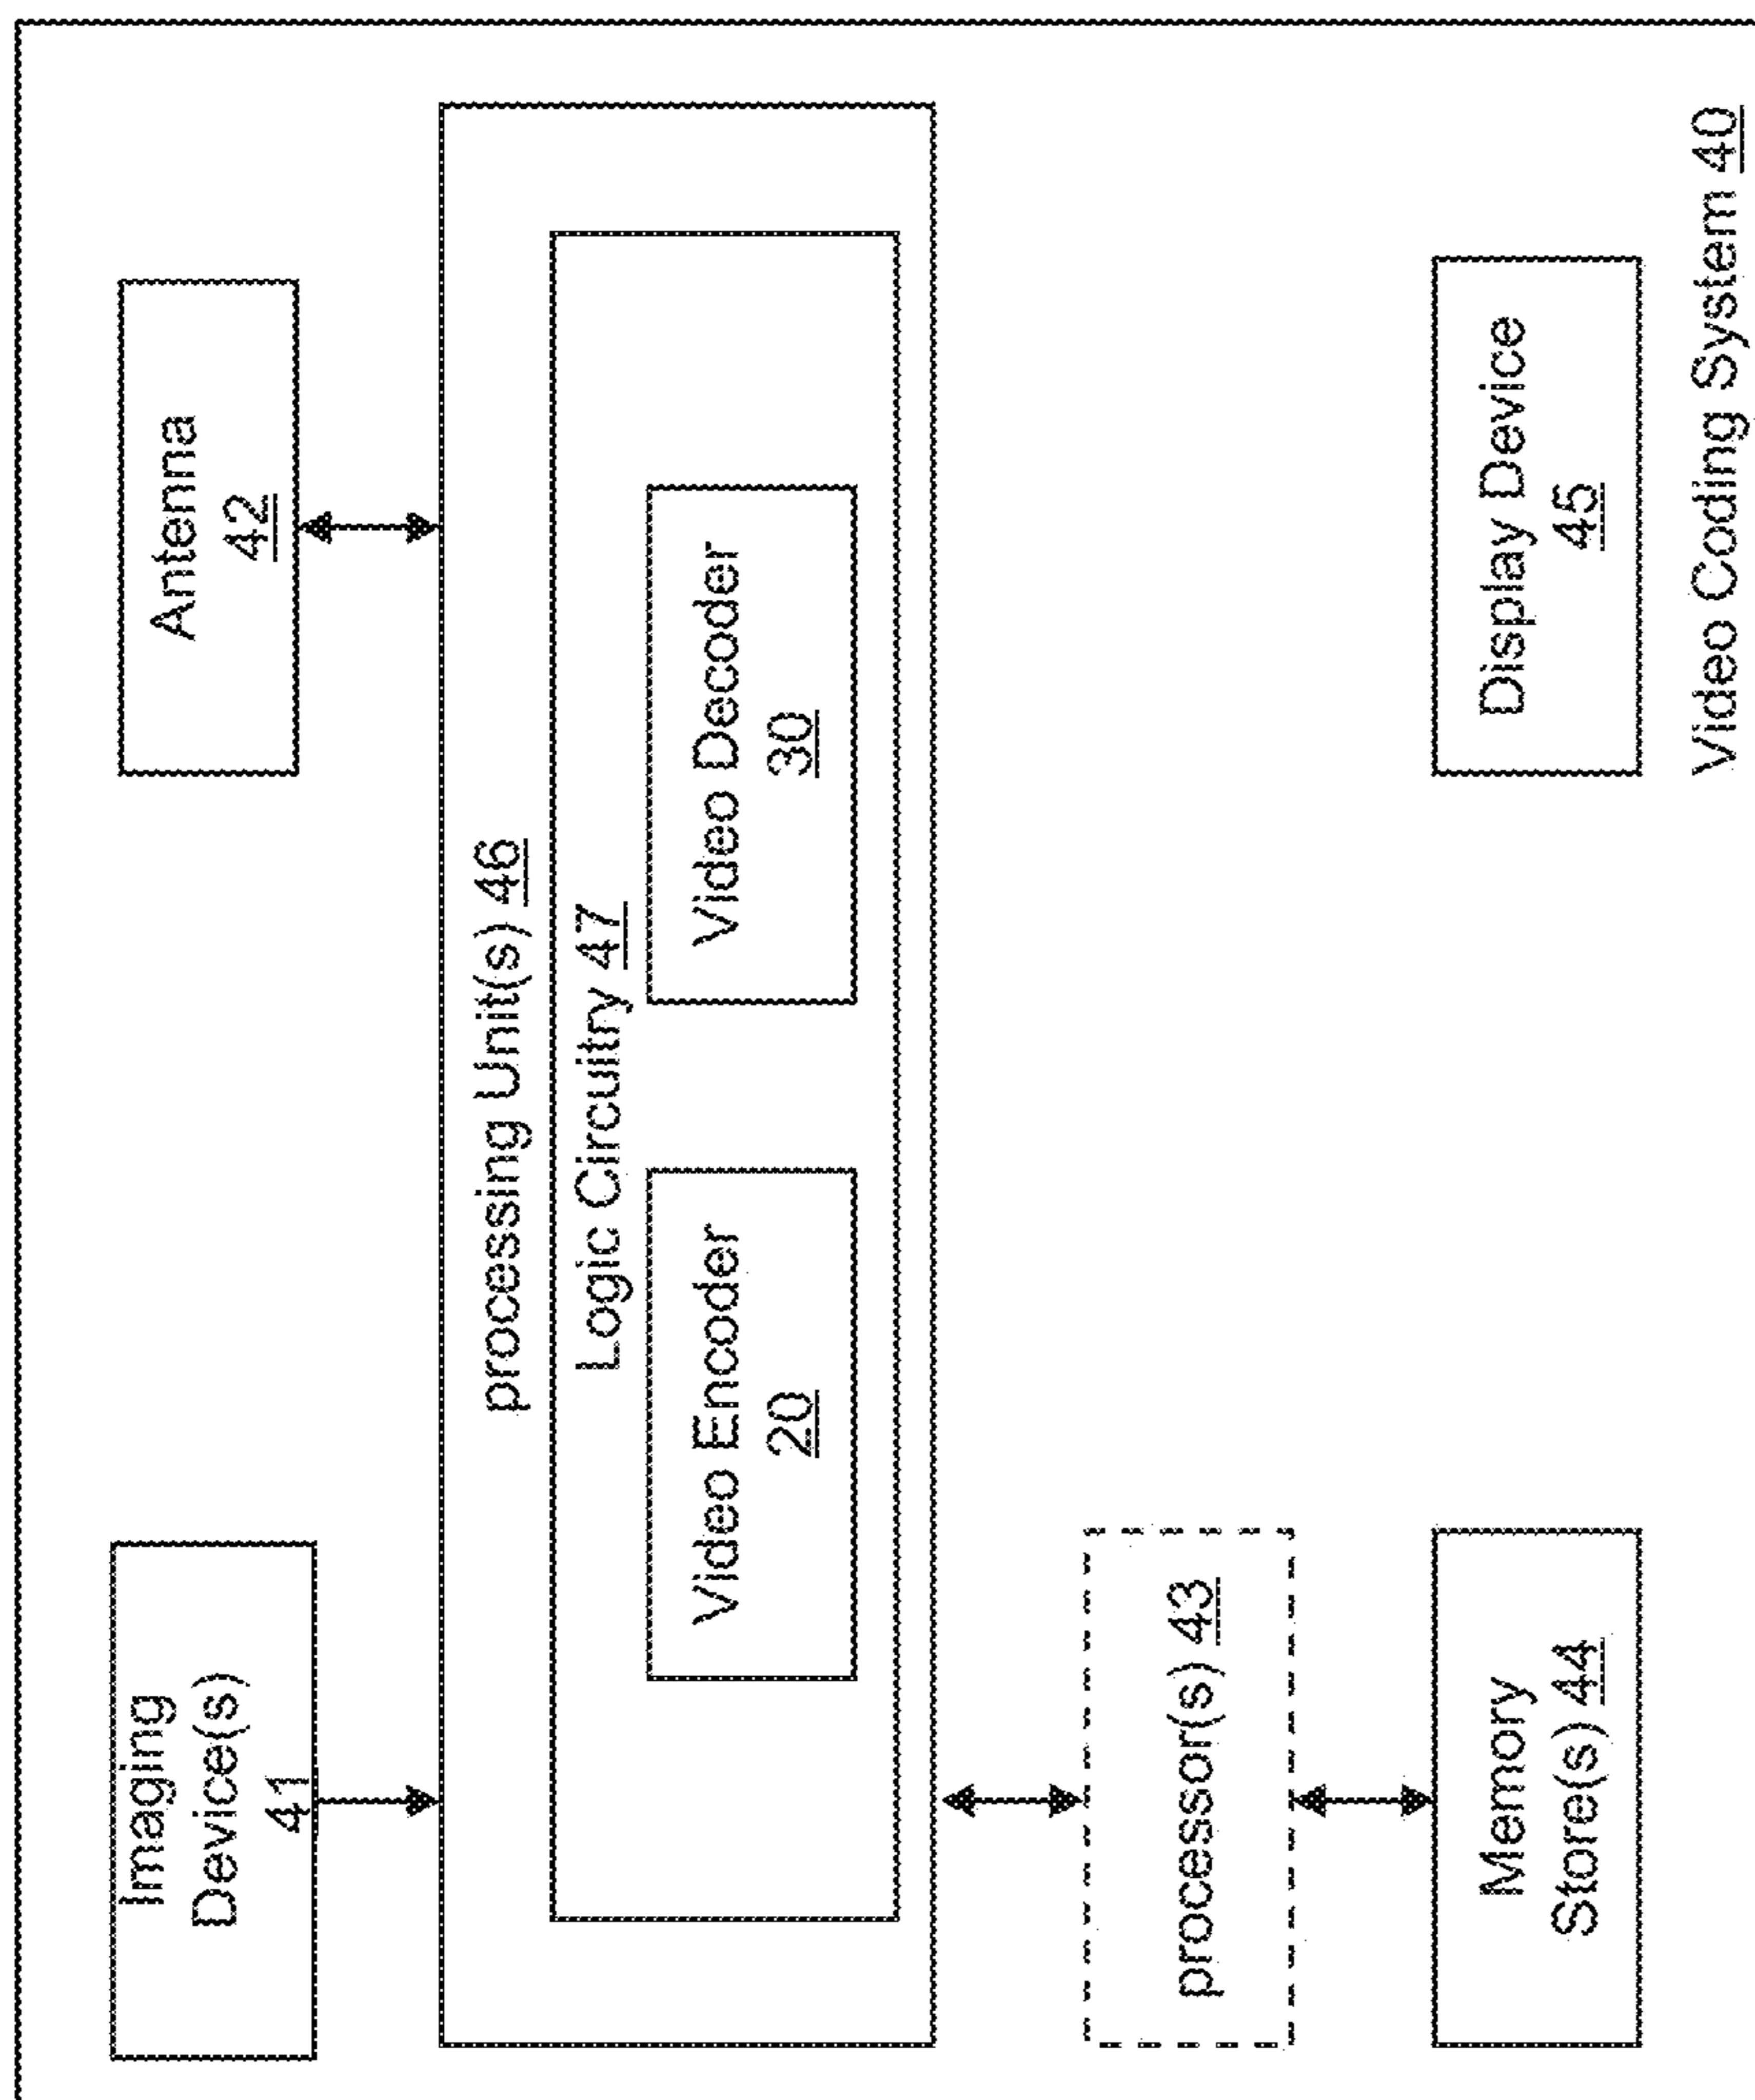 Imaging
Device(s)
41
Antenna
42
processing Unit(s) 46
Logic Circuitry 47
Video Encoder
20
Video Decoder
30
processor(s) 43
Memory
Store(s) 44
Display Device
45
Video Coding System 40